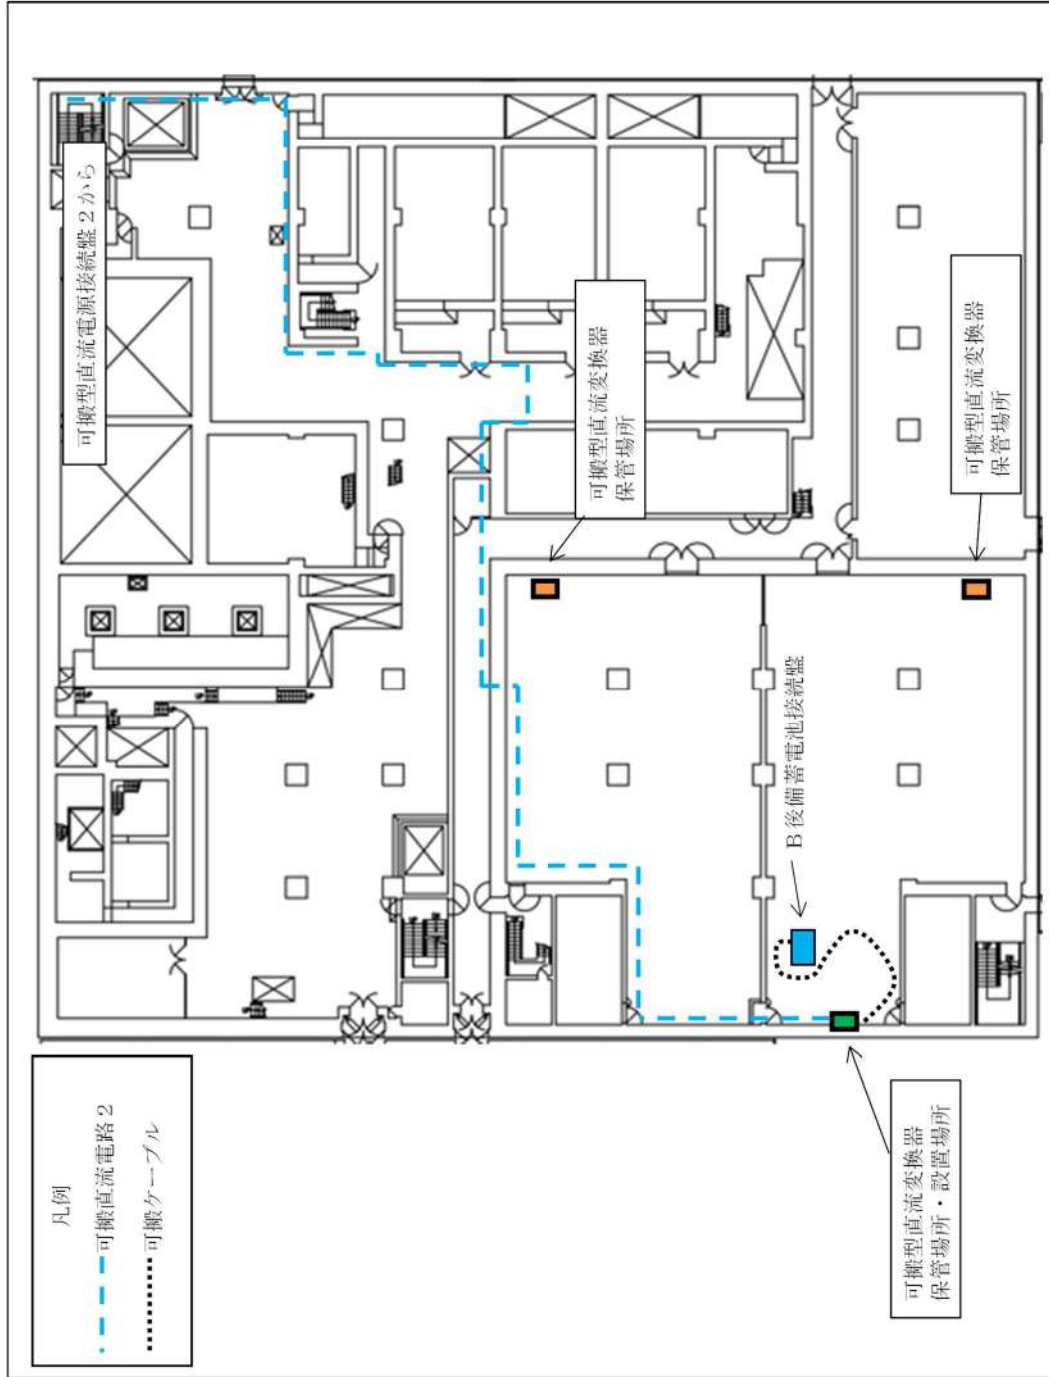 凡例
可搬直流電路２
可搬ケーブル
可搬型直流電源接続盤２から
可搬型直流変換器
保管場所
可搬型直流変換器
保管場所
B後備蓄電池接続盤
可搬型直流変換器
保管場所・設置場所